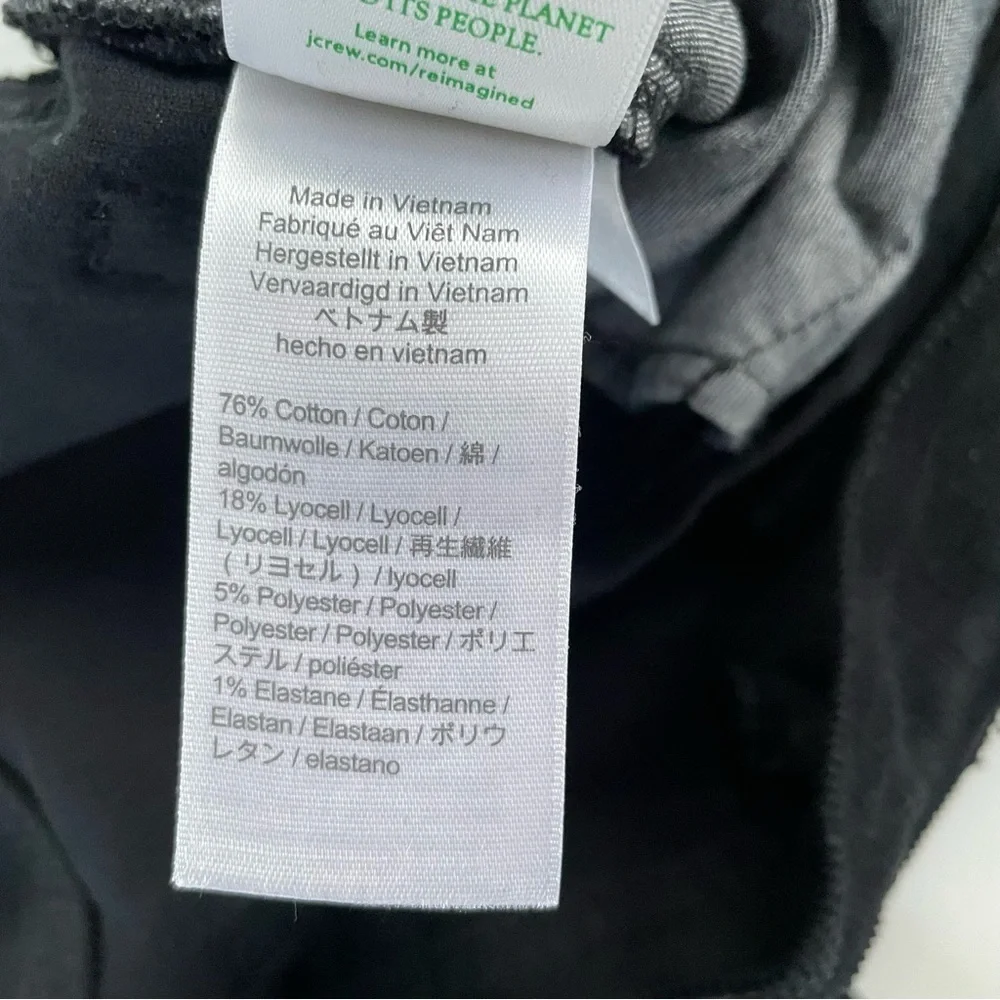 PLANET
ITS PEOPLE.
Learn more at
jcrew.com/reimagined
Made in Vietnam
Fabriqué au Viêt Nam
Hergestellt in Vietnam
Vervaardigd in Vietnam
ベトナム製
hecho en vietnam
76% Cotton / Coton /
Baumwolle / Katoen / 綿 /
algodón
18% Lyocell / Lyocell /
Lyocell / Lyocell / 再生繊維
( リヨセル ) / lyocell
5% Polyester / Polyester /
Polyester / Polyester / ポリエ
ステル / poliéster
1% Elastane / Élasthanne /
Elastan / Elastaan / ポリウ
レタン / elastano